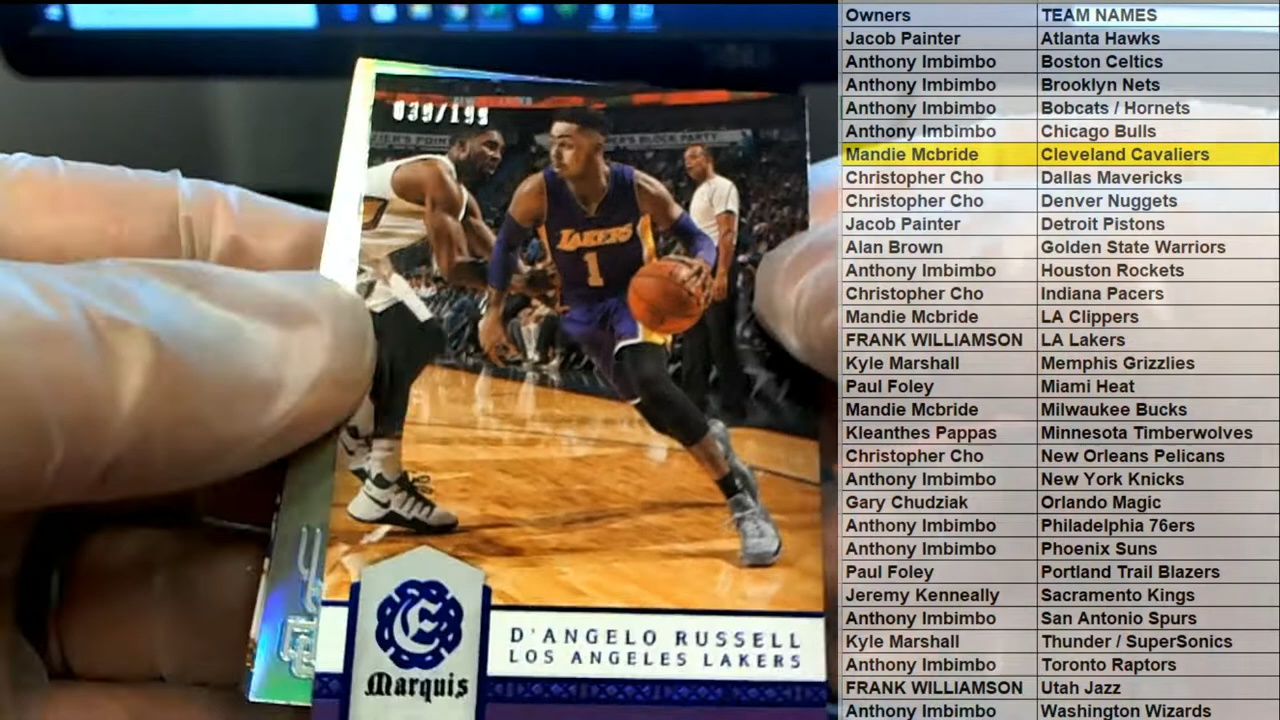 039/199
BLOCK PARTY
LAKERS
1
E
Marquis
D'ANGELO RUSSELL
LOS ANGELES LAKERS
Owners TEAM NAMES
Jacob Painter Atlanta Hawks
Anthony Imbimbo Boston Celtics
Anthony Imbimbo Brooklyn Nets
Anthony Imbimbo Bobcats / Hornets
Anthony Imbimbo Chicago Bulls
Mandie Mcbride Cleveland Cavaliers
Christopher Cho Dallas Mavericks
Christopher Cho Denver Nuggets
Jacob Painter Detroit Pistons
Alan Brown Golden State Warriors
Anthony Imbimbo Houston Rockets
Christopher Cho Indiana Pacers
Mandie Mcbride LA Clippers
FRANK WILLIAMSON LA Lakers
Kyle Marshall Memphis Grizzlies
Paul Foley Miami Heat
Mandie Mcbride Milwaukee Bucks
Kleanthes Pappas Minnesota Timberwolves
Christopher Cho New Orleans Pelicans
Anthony Imbimbo New York Knicks
Gary Chudziak Orlando Magic
Anthony Imbimbo Philadelphia 76ers
Anthony Imbimbo Phoenix Suns
Paul Foley Portland Trail Blazers
Jeremy Kenneally Sacramento Kings
Anthony Imbimbo San Antonio Spurs
Kyle Marshall Thunder / SuperSonics
Anthony Imbimbo Toronto Raptors
FRANK WILLIAMSON Utah Jazz
Anthony Imbimbo Washington Wizards